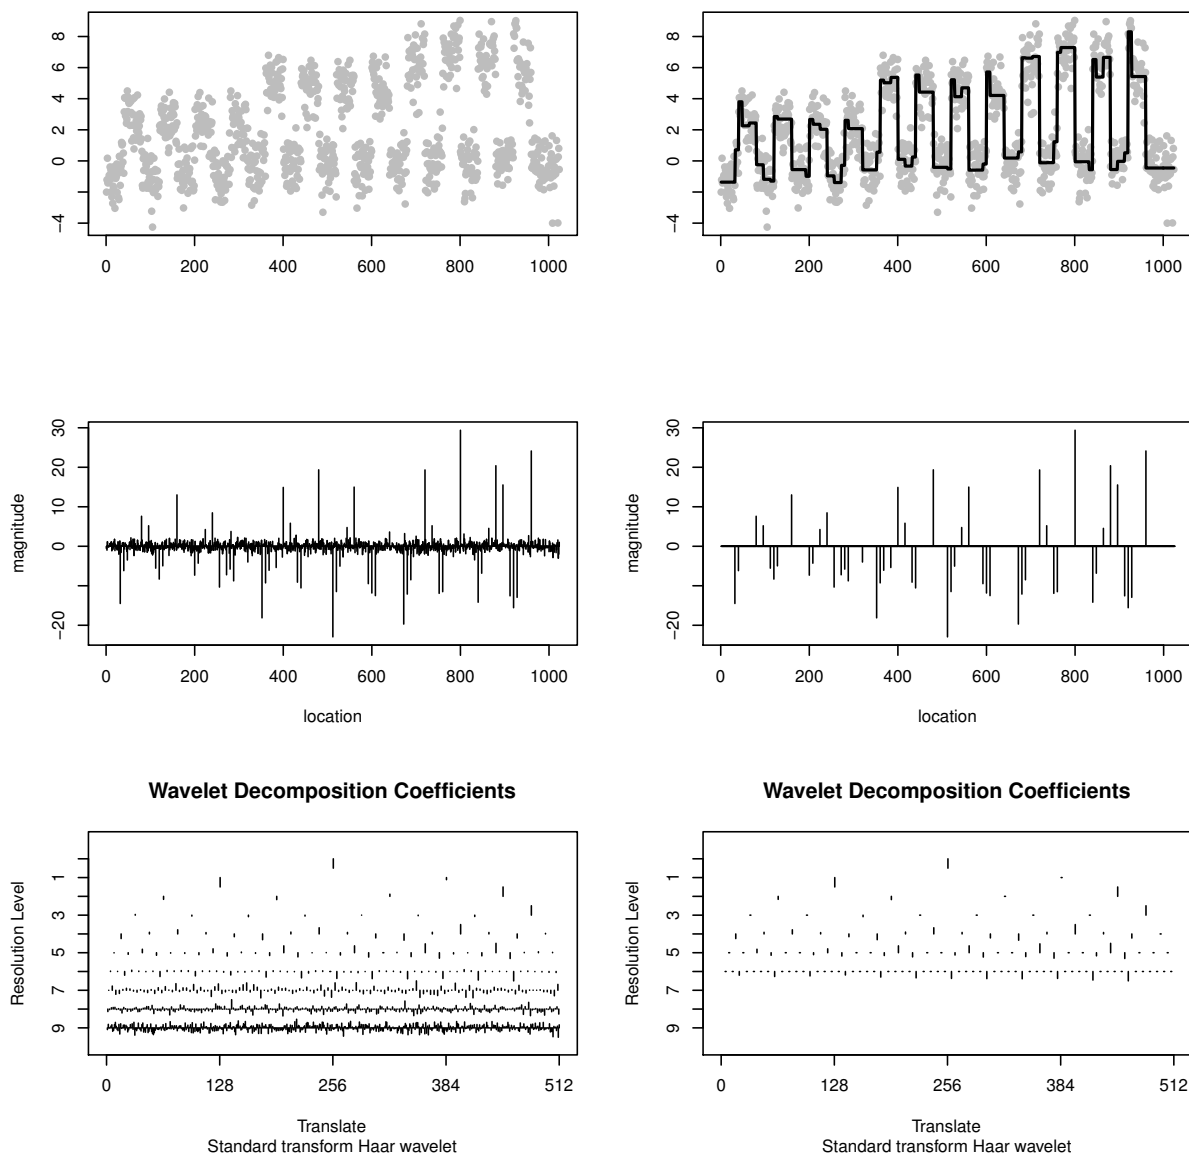 8
6
4
2
0
−4
0 200 400 600 800 1000
8
6
4
2
0
−4
0 200 400 600 800 1000
magnitude
30
20
10
0
−20
0 200 400 600 800 1000
location
magnitude
30
20
10
0
−20
0 200 400 600 800 1000
location
Wavelet Decomposition Coefficients
Resolution Level
1
3
5
7
9
0 128 256 384 512
Translate
Standard transform Haar wavelet
Wavelet Decomposition Coefficients
Resolution Level
1
3
5
7
9
0 128 256 384 512
Translate
Standard transform Haar wavelet